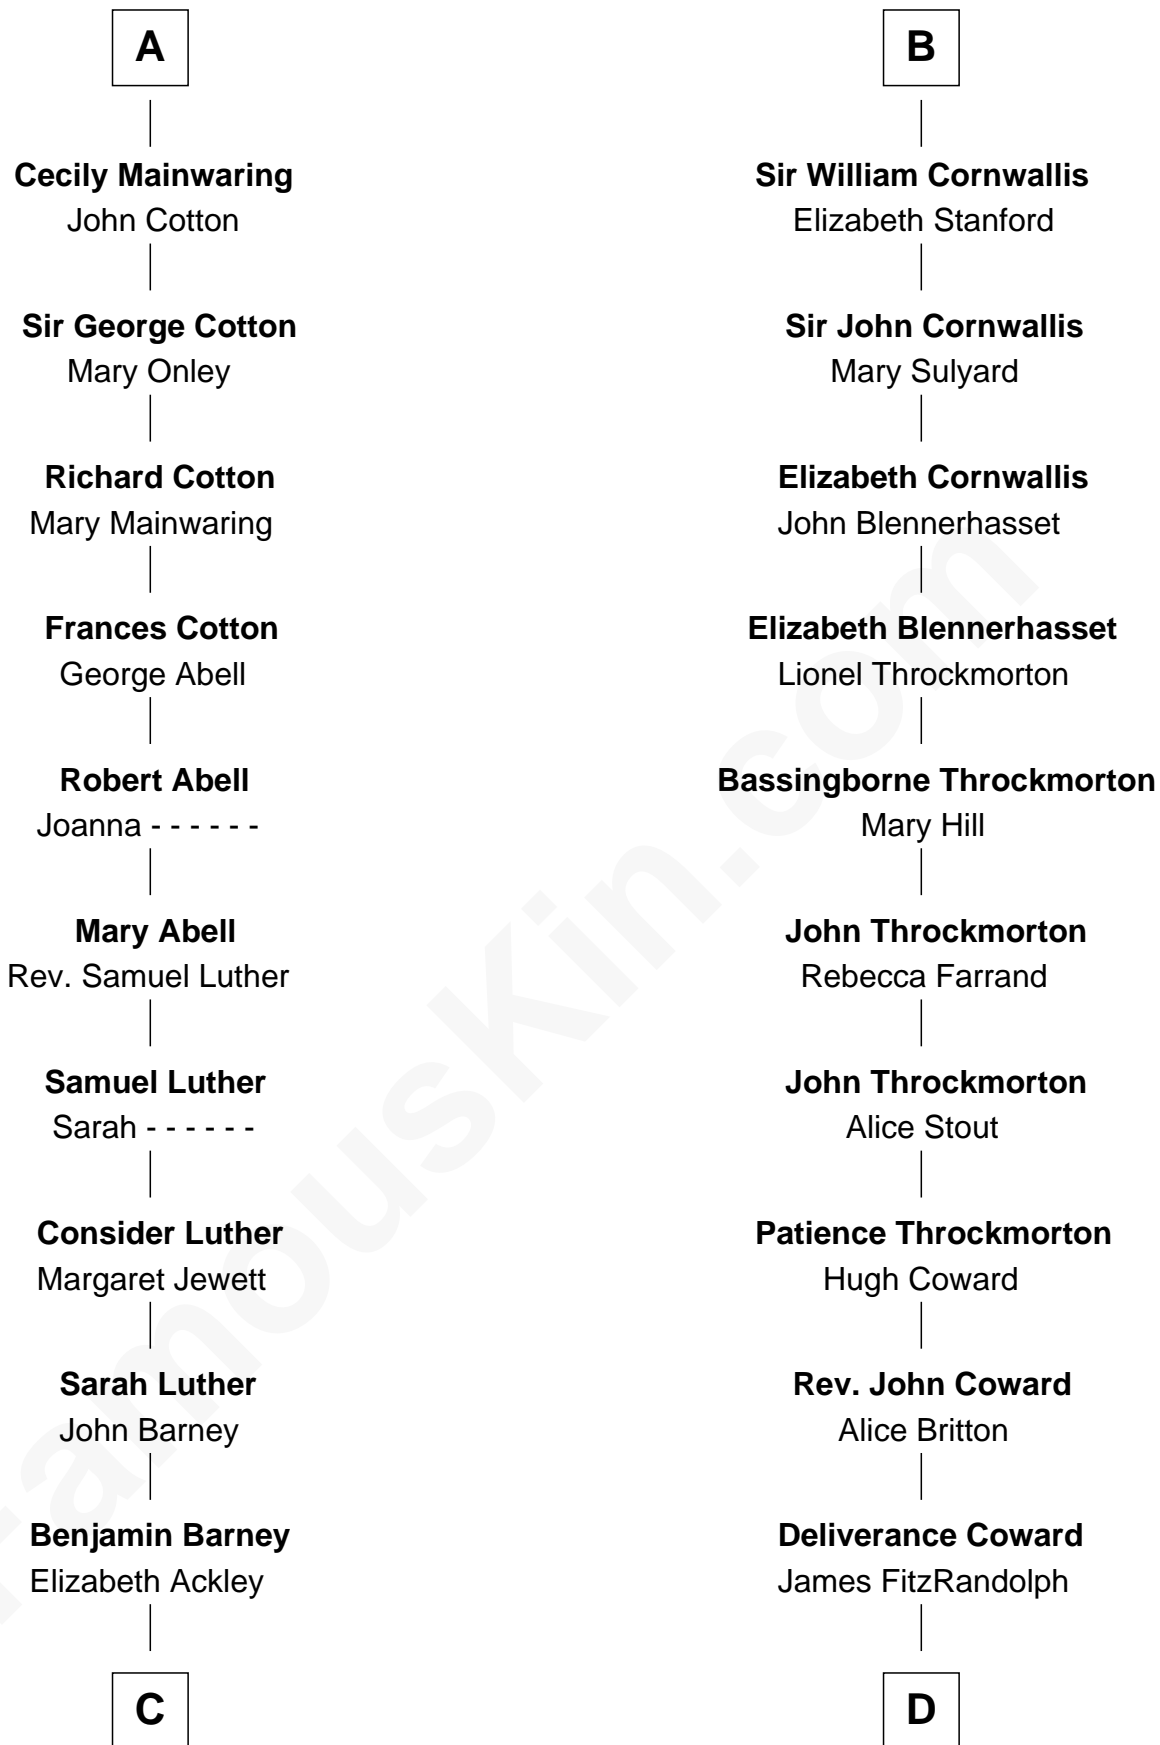 A
Cecily Mainwaring
John Cotton
Sir George Cotton
Mary Onley
Richard Cotton
Mary Mainwaring
Frances Cotton
George Abell
Robert Abell
Joanna - - - - - -
Mary Abell
Rev. Samuel Luther
Samuel Luther
Sarah - - - - - -
Consider Luther
Margaret Jewett
Sarah Luther
John Barney
Benjamin Barney
Elizabeth Ackley
C
B
Sir William Cornwallis
Elizabeth Stanford
Sir John Cornwallis
Mary Sulyard
Elizabeth Cornwallis
John Blennerhasset
Elizabeth Blennerhasset
Lionel Throckmorton
Bassingborne Throckmorton
Mary Hill
John Throckmorton
Rebecca Farrand
John Throckmorton
Alice Stout
Patience Throckmorton
Hugh Coward
Rev. John Coward
Alice Britton
Deliverance Coward
James FitzRandolph
D
FamousKin.com